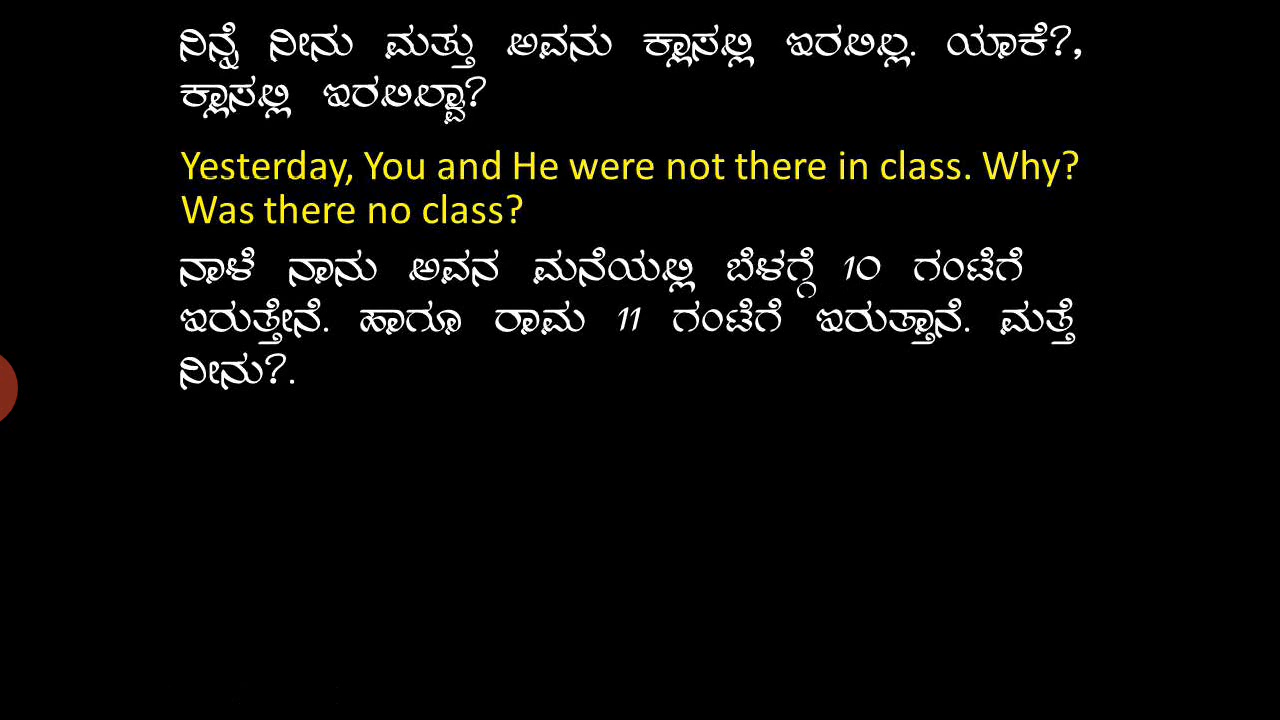 ನಿನ್ನೆ ನೀನು ಮತ್ತು ಅವನು ಕ್ಲಾಸಲ್ಲಿ ಇರಲಿಲ್ಲ. ಯಾಕೆ?,
ಕ್ಲಾಸಲ್ಲಿ ಇರಲಿಲ್ವಾ?
Yesterday, You and He were not there in class. Why?
Was there no class?
ನಾಳೆ ನಾನು ಅವನ ಮನೆಯಲ್ಲಿ ಬೆಳಗ್ಗೆ 10 ಗಂಟೆಗೆ
ಇರುತ್ತೇನೆ. ಹಾಗೂ ರಾಮ 11 ಗಂಟೆಗೆ ಇರುತ್ತಾನೆ. ಮತ್ತೆ
ನೀನು?.